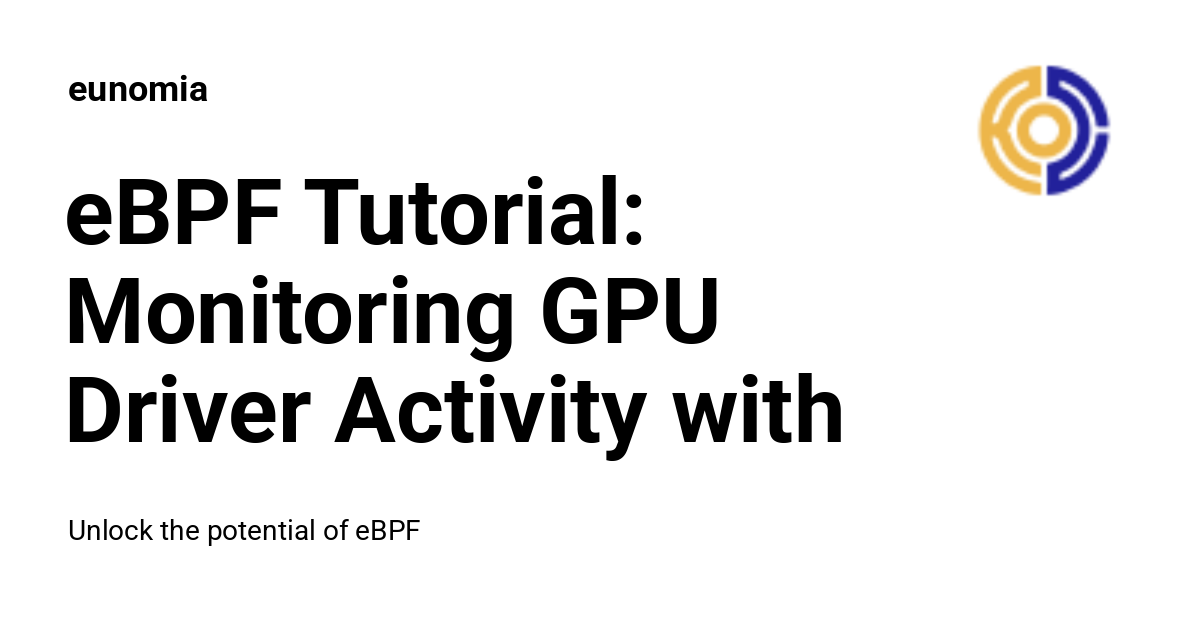 eunomia
eBPF Tutorial:
Monitoring GPU
Driver Activity with
Unlock the potential of eBPF